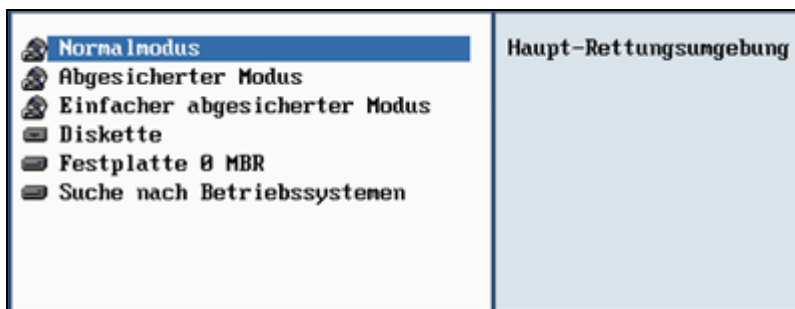 Normalmodus
Abgesicherter Modus
Einfacher abgesicherter Modus
Diskette
Festplatte 0 MBR
Suche nach Betriebssystemen
Haupt-Rettungsumgebung